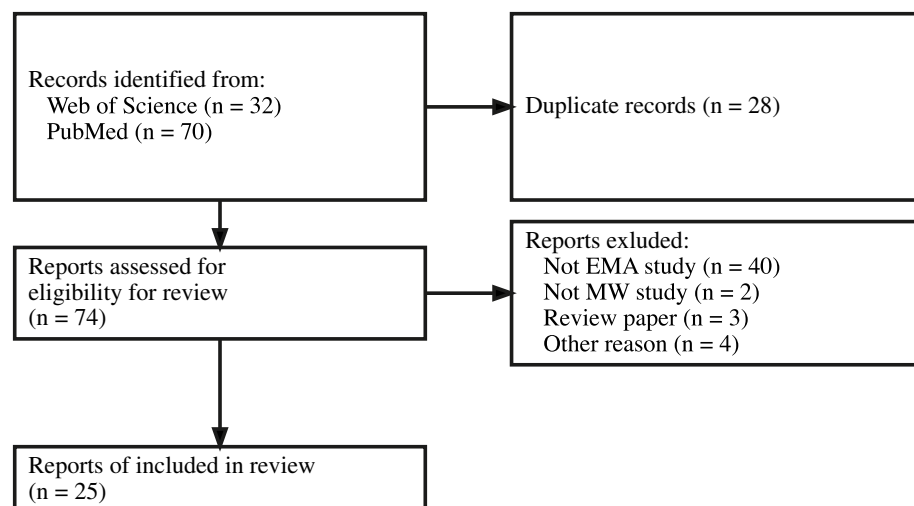 Records identified from:
Web of Science (n = 32)
PubMed (n = 70)
Duplicate records (n = 28)
Reports assessed for
eligibility for review
(n = 74)
Reports exluded:
Not EMA study (n = 40)
Not MW study (n = 2)
Review paper (n = 3)
Other reason (n = 4)
Reports of included in review
(n = 25)